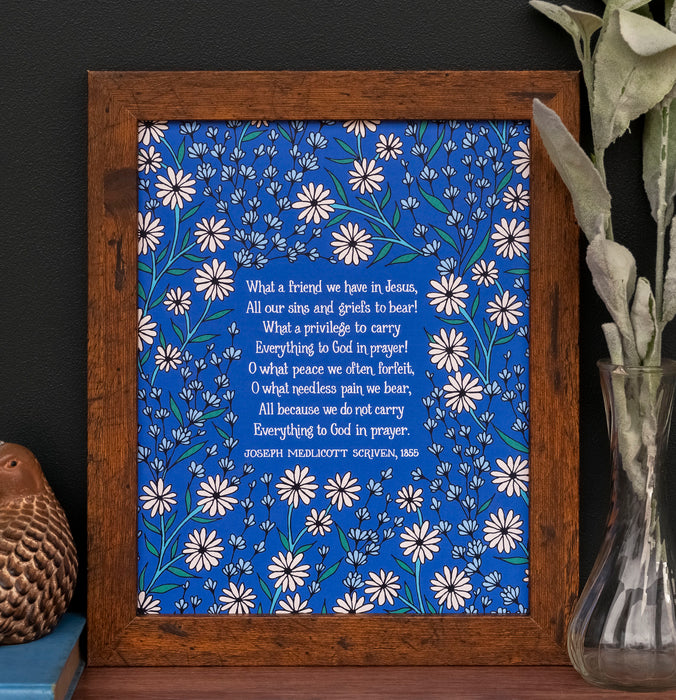 What a friend we have in Jesus,
All our sins and griefs to bear!
What a privilege to carry
Everything to God in prayer!
O what peace we often forfeit,
O what needless pain we bear,
All because we do not carry
Everything to God in prayer.
JOSEPH MEDLICOTT SCRIVEN, 1855